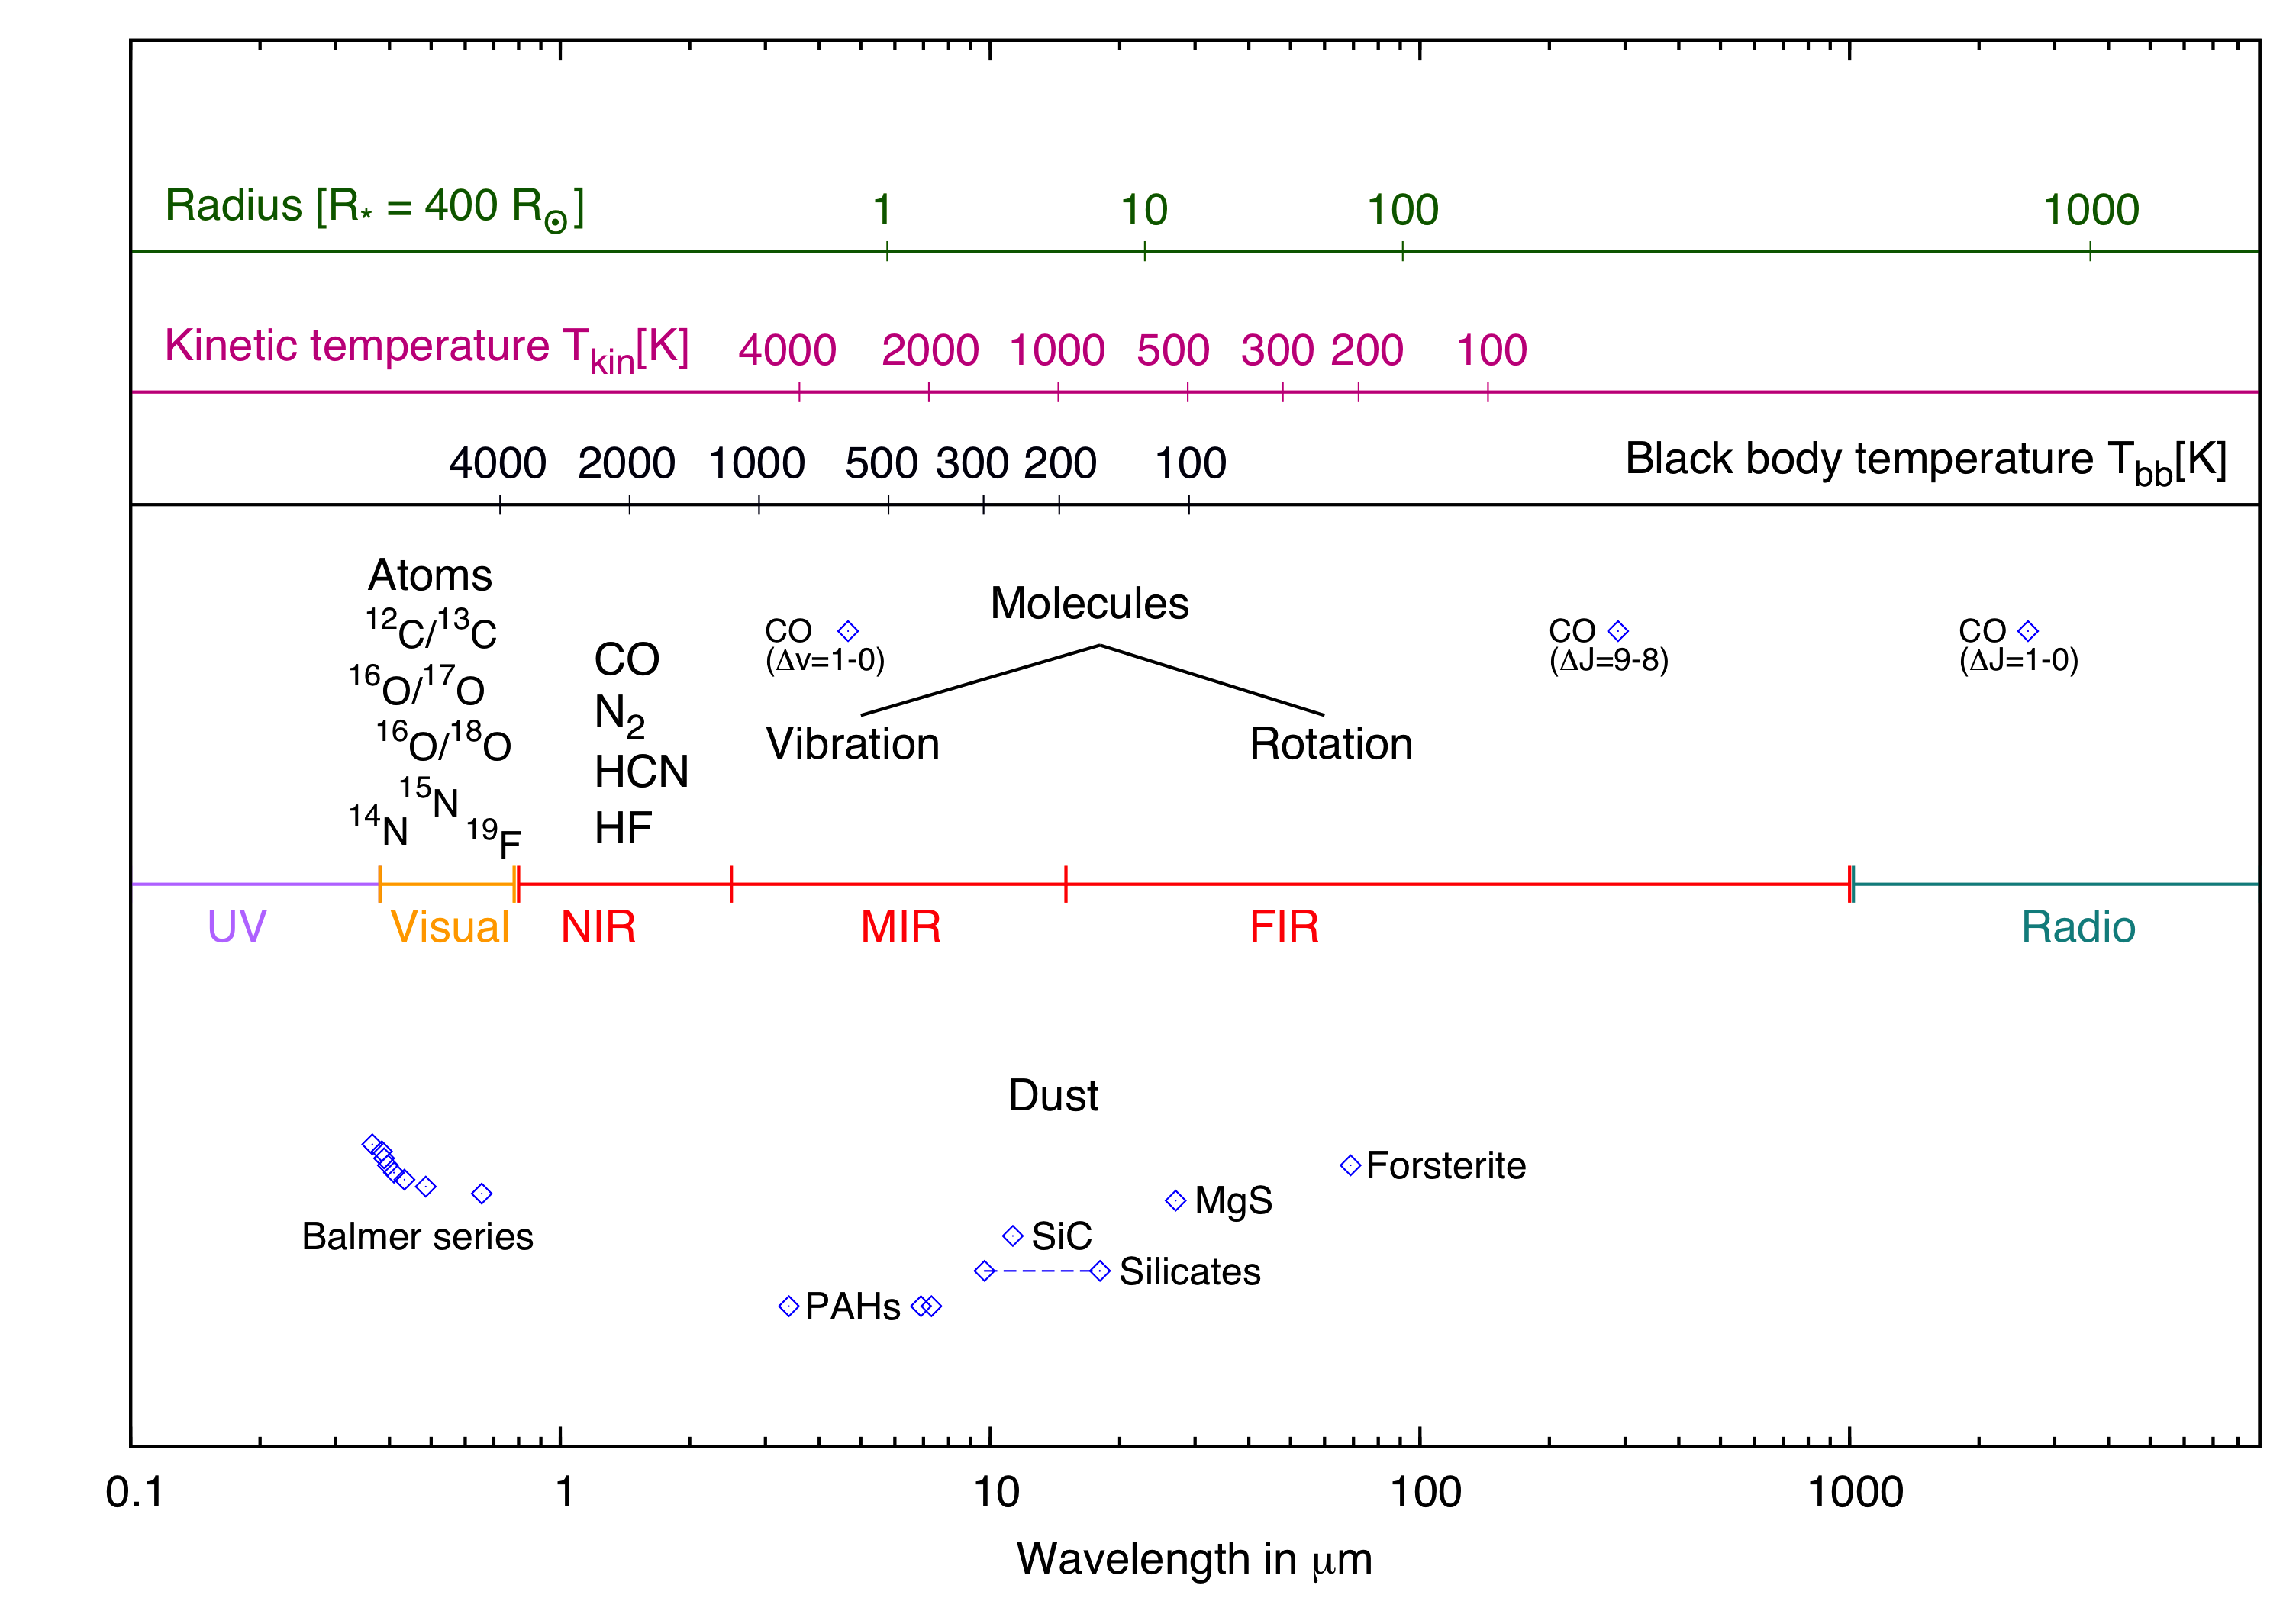 Radius [R* = 400 R☉] 1 10 100 1000
Kinetic temperature Tkin[K] 4000 2000 1000 500 300 200 100
4000 2000 1000 500 300 200 100 Black body temperature Tbb[K]
Atoms
12C/13C
16O/17O
16O/18O
15N
14N 19F
CO
N2
HCN
HF
CO
(Δv=1-0)
Molecules
Vibration Rotation
CO
(ΔJ=9-8)
CO
(ΔJ=1-0)
UV Visual NIR MIR FIR Radio
Dust
Balmer series
Forsterite
MgS
SiC
Silicates
PAHs
0.1 1 10 100 1000
Wavelength in μm